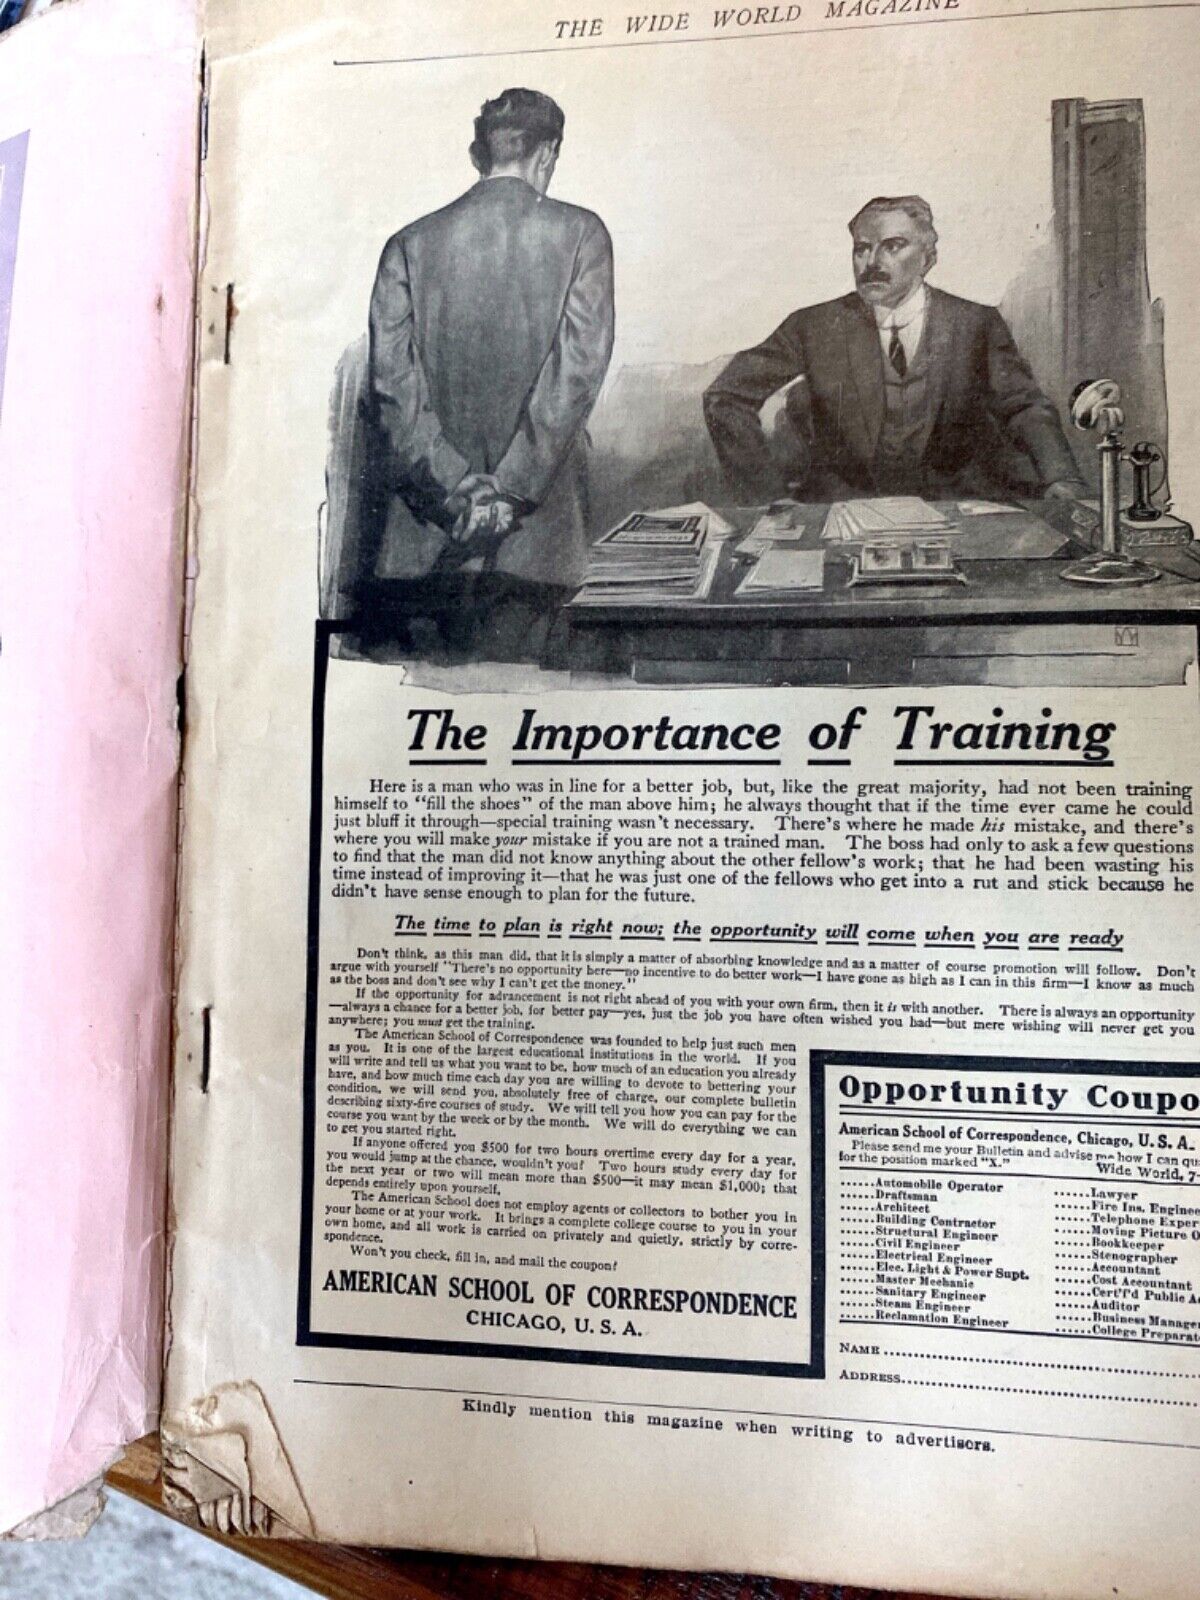 THE WIDE WORLD MAGAZINE
The Importance of Training
Here is a man who was in line for a better job, but, like the great majority, had not been training
himself to "fill the shoes" of the man above him; he always thought that if the time ever came he could
just bluff it through—special training wasn't necessary. There's where he made his mistake, and there's
where you will make your mistake if you are not a trained man. The boss had only to ask a few questions
to find that the man did not know anything about the other fellow's work; that he had been wasting his
time instead of improving it—that he was just one of the fellows who get into a rut and stick because he
didn't have sense enough to plan for the future.
The time to plan is right now; the opportunity will come when you are ready
Don't think, as this man did, that it is simply a matter of absorbing knowledge and as a matter of course promotion will follow. Don't
argue with yourself "There's no opportunity here—no incentive to do better work—I have gone as high as I can in this firm—I know as much
as the boss and don't see why I can't get the money."
If the opportunity for advancement is not right ahead of you with your own firm, then it is with another. There is always an opportunity
—always a chance for a better job, for better pay—yes, just the job you have often wished you had—but mere wishing will never get you
anywhere; you must get the training.
The American School of Correspondence was founded to help just such men
as you. It is one of the largest educational institutions in the world. If you
will write and tell us what you want to be, how much of an education you already
have, and how much time each day you are willing to devote to bettering your
condition, we will send you, absolutely free of charge, our complete bulletin
describing sixty-five courses of study. We will tell you how you can pay for the
course you want by the week or by the month. We will do everything we can
to get you started right.
If anyone offered you $500 for two hours overtime every day for a year,
you would jump at the chance, wouldn't you? Two hours study every day for
the next year or two will mean more than $500—it may mean $1,000; that
depends entirely upon yourself.
The American School does not employ agents or collectors to bother you in
your home or at your work. It brings a complete college course to you in your
own home, and all work is carried on privately and quietly, strictly by corre-
spondence.
Won't you check, fill in, and mail the coupon?
AMERICAN SCHOOL OF CORRESPONDENCE
CHICAGO, U. S. A.
Opportunity Coupo
American School of Correspondence, Chicago, U. S. A.
Please send me your Bulletin and advise me how I can qu
for the position marked "X."
Wide World, 7-
......Automobile Operator
......Draftsman
......Architect
......Building Contractor
......Structural Engineer
......Civil Engineer
......Electrical Engineer
......Elec. Light & Power Supt.
......Master Mechanic
......Sanitary Engineer
......Steam Engineer
......Reclamation Engineer
......Lawyer
......Fire Ins. Enginee
......Telephone Exper
......Moving Picture O
......Bookkeeper
......Stenographer
......Accountant
......Cost Accountant
......Cert'f'd Public A
......Auditor
......Business Manager
......College Preparat
NAME
ADDRESS
Kindly mention this magazine when writing to advertisers.